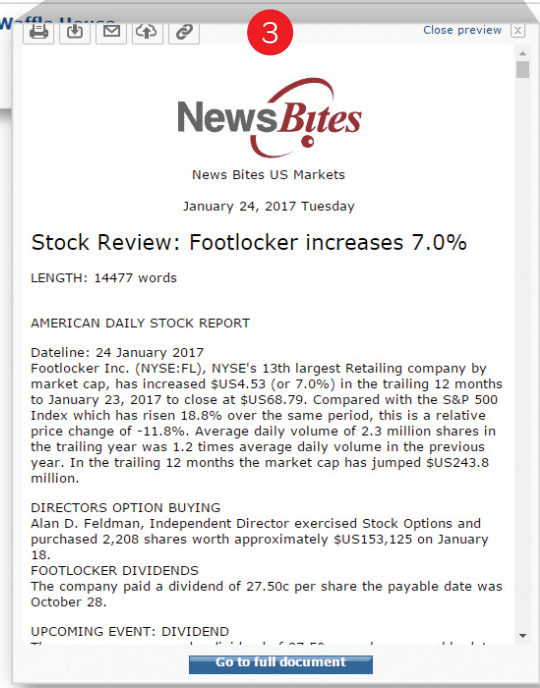 Waffle House
3
Close preview
NewsBites
News Bites US Markets
January 24, 2017 Tuesday
Stock Review: Footlocker increases 7.0%
LENGTH: 14477 words
AMERICAN DAILY STOCK REPORT
Dateline: 24 January 2017
Footlocker Inc. (NYSE:FL), NYSE's 13th largest Retailing company by
market cap, has increased $US4.53 (or 7.0%) in the trailing 12 months
to January 23, 2017 to close at $US68.79. Compared with the S&P 500
Index which has risen 18.8% over the same period, this is a relative
price change of -11.8%. Average daily volume of 2.3 million shares in
the trailing year was 1.2 times average daily volume in the previous
year. In the trailing 12 months the market cap has jumped $US243.8
million.
DIRECTORS OPTION BUYING
Alan D. Feldman, Independent Director exercised Stock Options and
purchased 2,208 shares worth approximately $US153,125 on January
18.
FOOTLOCKER DIVIDENDS
The company paid a dividend of 27.50c per share the payable date was
October 28.
UPCOMING EVENT: DIVIDEND
Go to full document